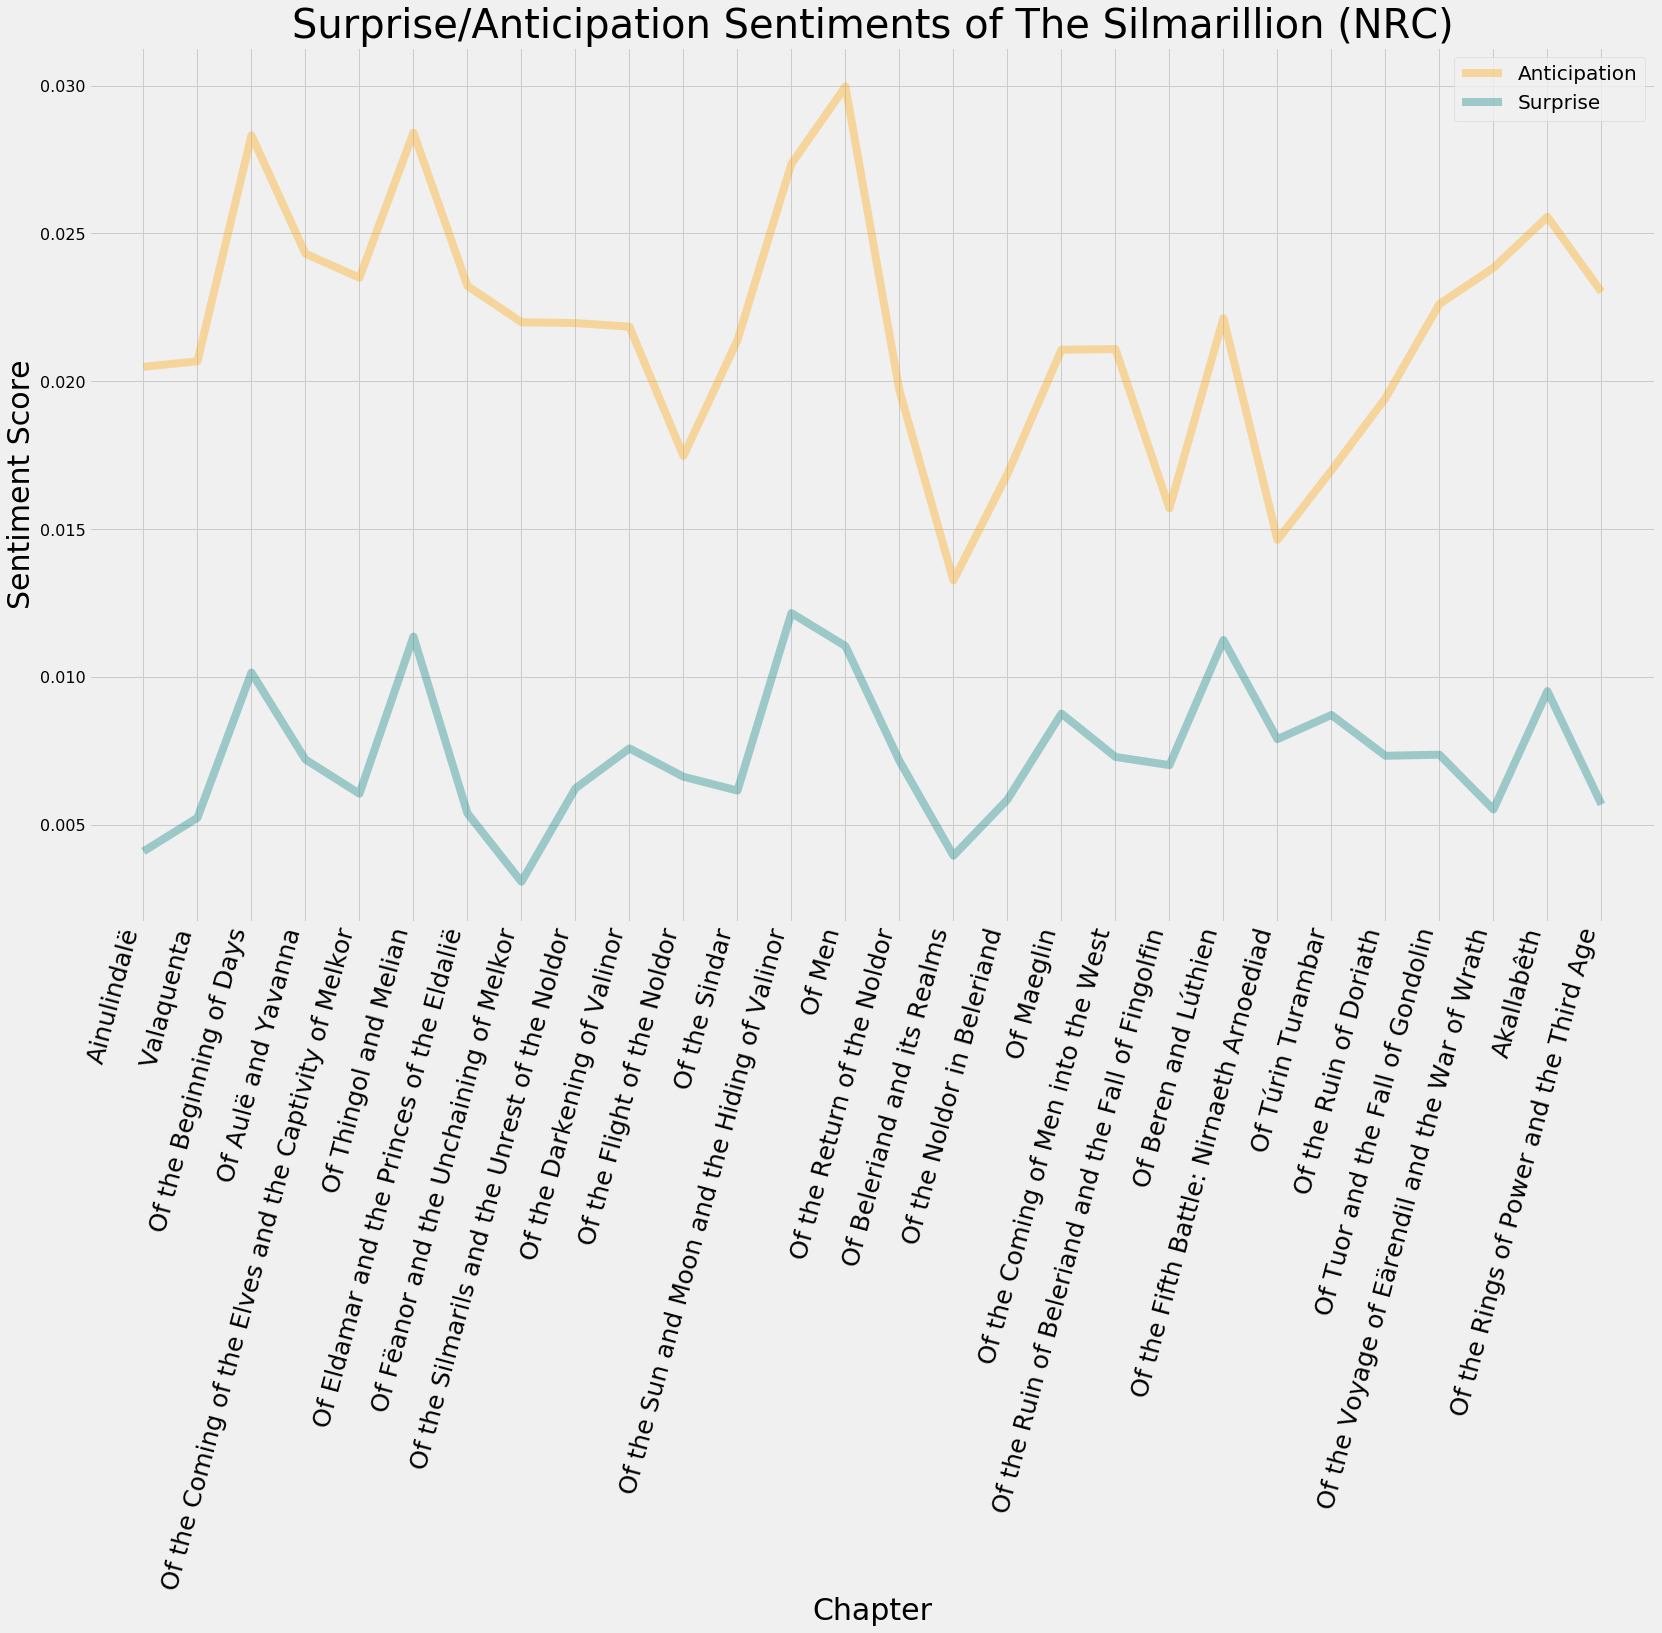 Surprise/Anticipation Sentiments of The Silmarillion (NRC)
Anticipation
Surprise
Sentiment Score
0.030
0.025
0.020
0.015
0.010
0.005
Ainulindalë
Valaquenta
Of the Beginning of Days
Of Aulë and Yavanna
Of the Coming of the Elves and the Captivity of Melkor
Of Thingol and Melian
Of Eldamar and the Princes of the Eldalië
Of Fëanor and the Unchaining of Melkor
Of the Silmarils and the Unrest of the Noldor
Of the Darkening of Valinor
Of the Flight of the Noldor
Of the Sindar
Of the Sun and Moon and the Hiding of Valinor
Of Men
Of the Return of the Noldor
Of Beleriand and its Realms
Of the Noldor in Beleriand
Of Maeglin
Of the Coming of Men into the West
Of the Ruin of Beleriand and the Fall of Fingolfin
Of Beren and Lúthien
Of the Fifth Battle: Nirnaeth Arnoediad
Of Túrin Turambar
Of the Ruin of Doriath
Of Tuor and the Fall of Gondolin
Of the Voyage of Eärendil and the War of Wrath
Akallabêth
Of the Rings of Power and the Third Age
Chapter